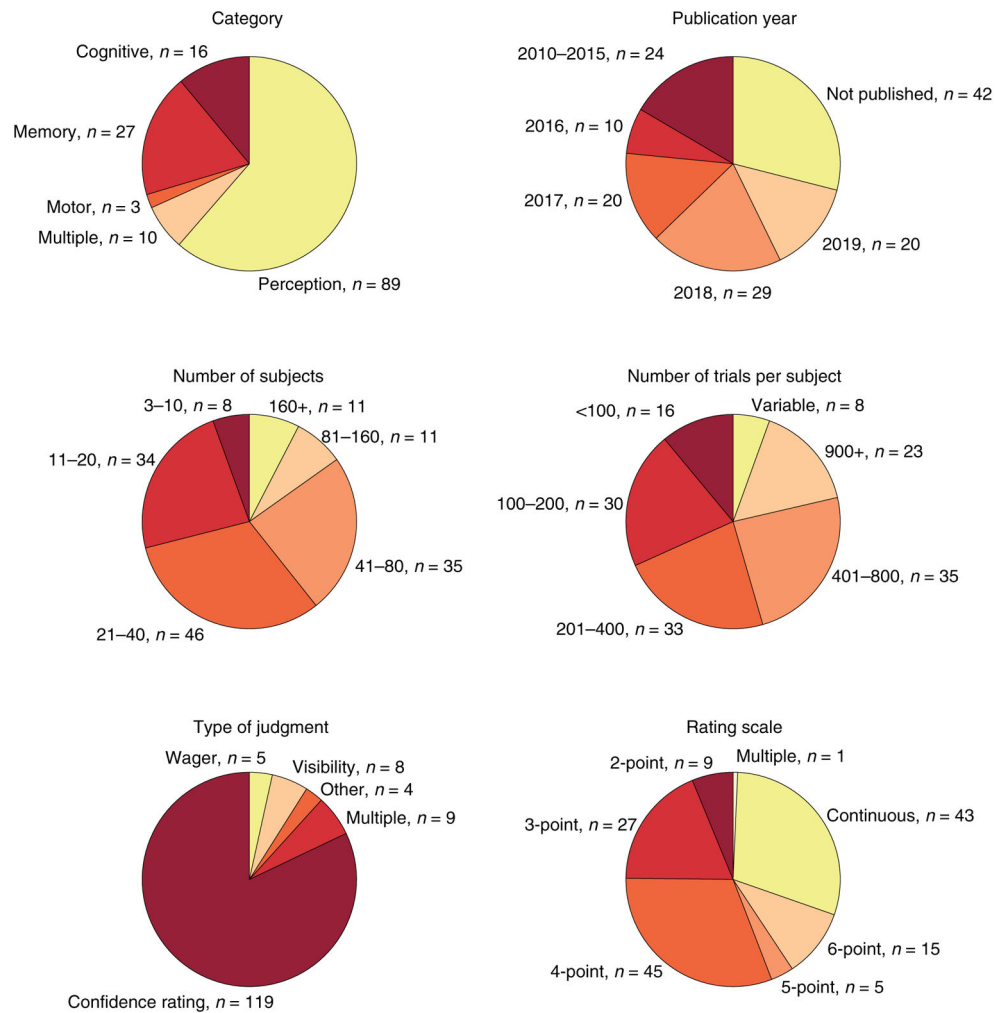 Category
Cognitive, n = 16
Memory, n = 27
Motor, n = 3
Multiple, n = 10
Perception, n = 89
Publication year
2010–2015, n = 24
Not published, n = 42
2016, n = 10
2017, n = 20
2019, n = 20
2018, n = 29
Number of subjects
3–10, n = 8
160+, n = 11
81–160, n = 11
11–20, n = 34
41–80, n = 35
21–40, n = 46
Number of trials per subject
<100, n = 16
Variable, n = 8
900+, n = 23
100–200, n = 30
401–800, n = 35
201–400, n = 33
Type of judgment
Wager, n = 5
Visibility, n = 8
Other, n = 4
Multiple, n = 9
Confidence rating, n = 119
Rating scale
2-point, n = 9
Multiple, n = 1
3-point, n = 27
Continuous, n = 43
6-point, n = 15
4-point, n = 45
5-point, n = 5